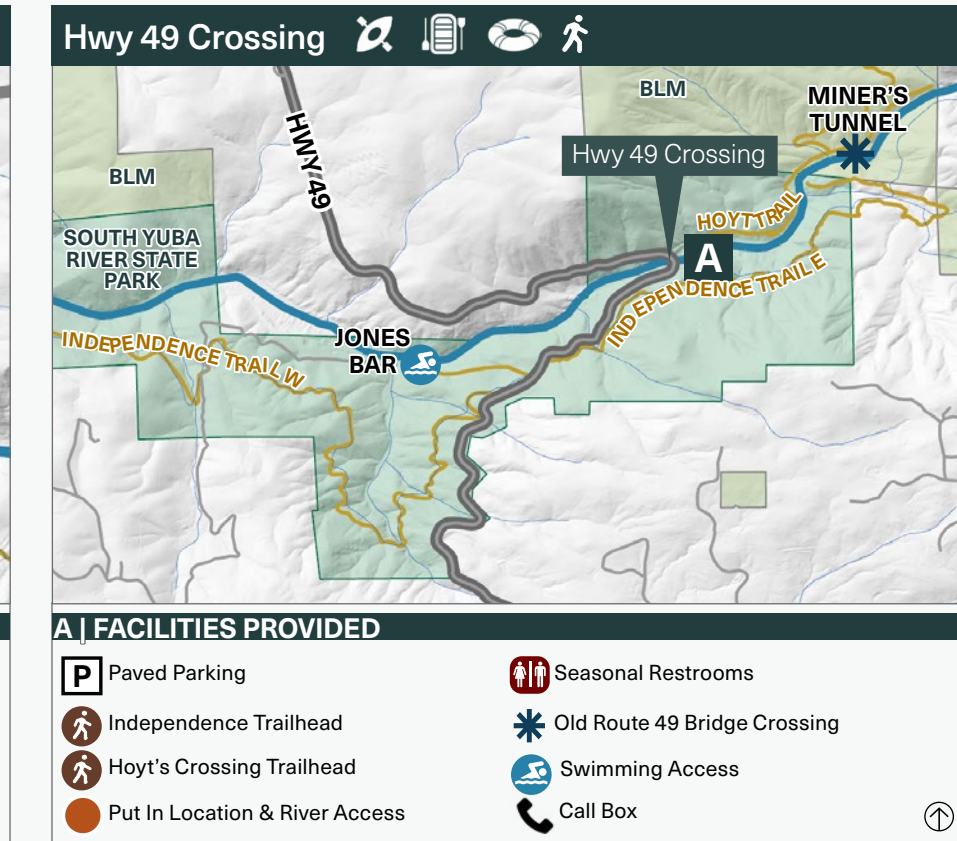 Hwy 49 Crossing
BLM
MINER'S
TUNNEL
HWY 49
Hwy 49 Crossing
BLM
HOYT TRAIL
SOUTH YUBA
RIVER STATE
PARK
A
INDEPENDENCE TRAIL E
INDEPENDENCE TRAIL W
JONES
BAR
A | FACILITIES PROVIDED
P Paved Parking
Seasonal Restrooms
Independence Trailhead
Old Route 49 Bridge Crossing
Hoyt's Crossing Trailhead
Swimming Access
Put In Location & River Access
Call Box